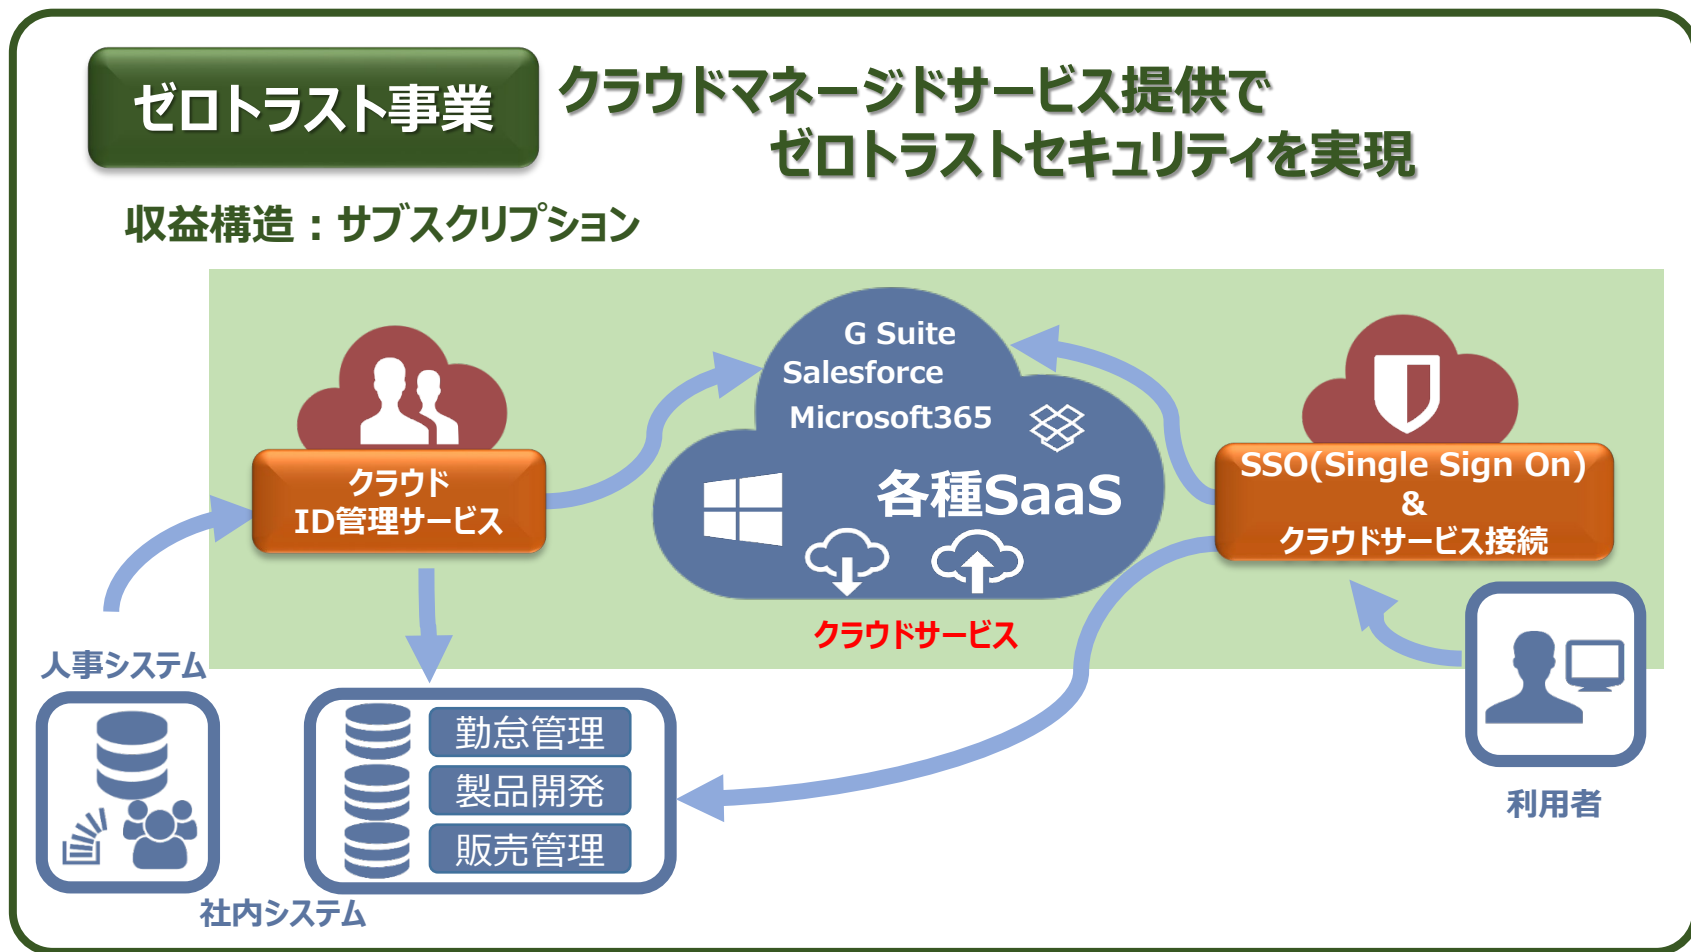 ゼロトラスト事業
クラウドマネージドサービス提供で
ゼロトラストセキュリティを実現
収益構造：サブスクリプション
G Suite
Salesforce
Microsoft365
各種SaaS
クラウドサービス
クラウド
ID管理サービス
SSO(Single Sign On)
&
クラウドサービス接続
人事システム
勤怠管理
製品開発
販売管理
社内システム
利用者